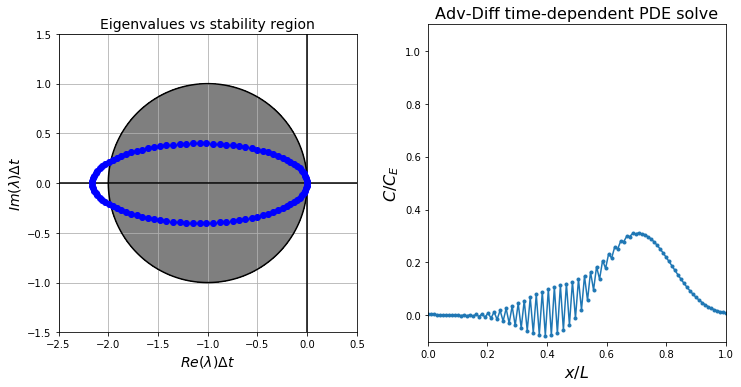 Eigenvalues vs stability region
1.5
1.0
0.5
0.0
−0.5
−1.0
−1.5
Im(λ)Δt
−2.5 −2.0 −1.5 −1.0 −0.5 0.0 0.5
Re(λ)Δt
Adv-Diff time-dependent PDE solve
1.0
0.8
0.6
0.4
0.2
0.0
C/C_E
0.0 0.2 0.4 0.6 0.8 1.0
x/L